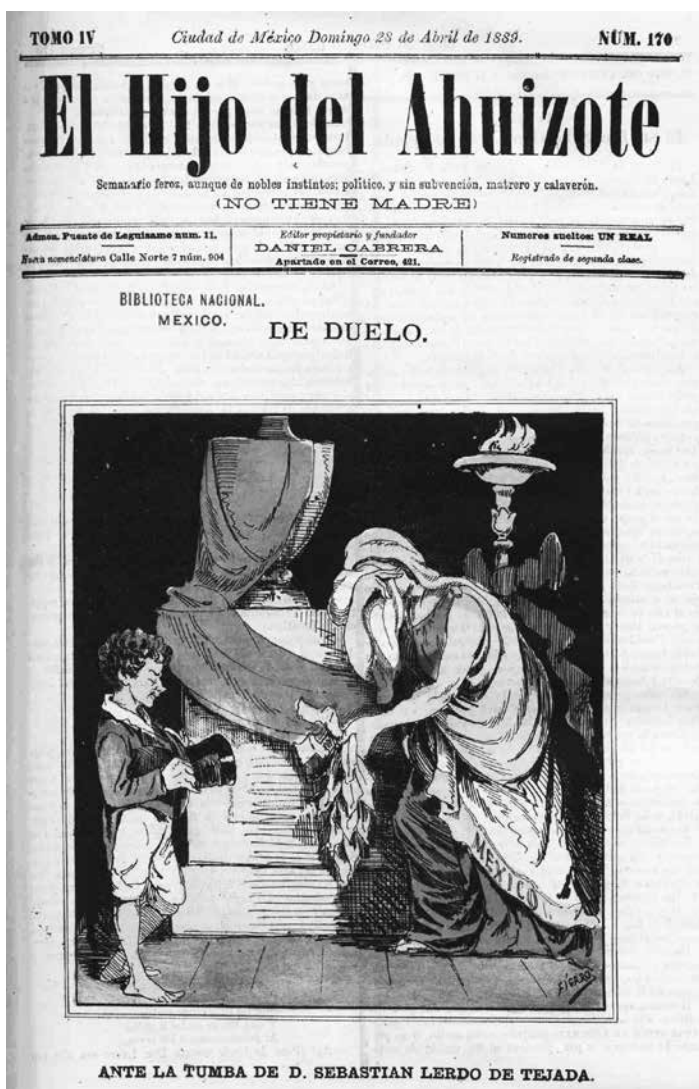 TOMO IV
Ciudad de México Domingo 28 de Abril de 1889.
NÚM. 170
El Hijo del Ahuizote
Semanario feroz, aunque de nobles instintos; político, y sin subvención, matrero y calaverón.
(NO TIENE MADRE)
Admon. Puente de Leguisamo num. 11.
Nueva nomenclatura Calle Norte 7 núm. 904
Editor propietario y fundador
DANIEL CABRERA
Apartado en el Correo, 421.
Numeros sueltos: UN REAL
Registrado de segunda clase.
BIBLIOTECA NACIONAL.
MEXICO.
DE DUELO.
MEXICO
FÍGARO
ANTE LA TUMBA DE D. SEBASTIAN LERDO DE TEJADA.